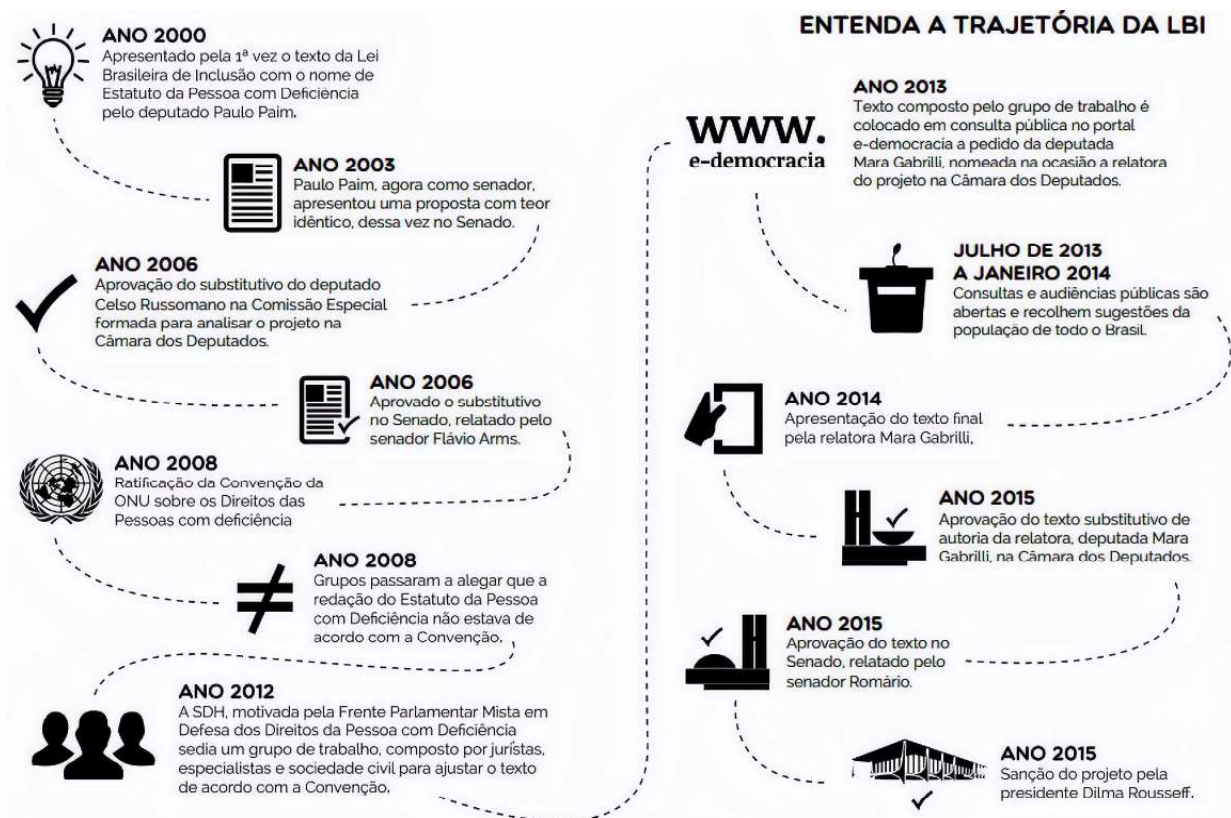 ENTENDA A TRAJETÓRIA DA LBI
ANO 2000
Apresentado pela 1ª vez o texto da Lei
Brasileira de Inclusão com o nome de
Estatuto da Pessoa com Deficiência
pelo deputado Paulo Paim.
ANO 2003
Paulo Paim, agora como senador,
apresentou uma proposta com teor
idêntico, dessa vez no Senado.
ANO 2006
Aprovação do substitutivo do deputado
Celso Russomano na Comissão Especial
formada para analisar o projeto na
Câmara dos Deputados.
ANO 2006
Aprovado o substitutivo
no Senado, relatado pelo
senador Flávio Arms.
ANO 2008
Ratificação da Convenção da
ONU sobre os Direitos das
Pessoas com deficiência
ANO 2008
Grupos passaram a alegar que a
redação do Estatuto da Pessoa
com Deficiência não estava de
acordo com a Convenção.
ANO 2012
A SDH, motivada pela Frente Parlamentar Mista em
Defesa dos Direitos da Pessoa com Deficiência
sedia um grupo de trabalho, composto por juristas,
especialistas e sociedade civil para ajustar o texto
de acordo com a Convenção.
www.
e-democracia
ANO 2013
Texto composto pelo grupo de trabalho é
colocado em consulta pública no portal
e-democracia a pedido da deputada
Mara Gabrilli, nomeada na ocasião a relatora
do projeto na Câmara dos Deputados.
JULHO DE 2013
A JANEIRO 2014
Consultas e audiências públicas são
abertas e recolhem sugestões da
população de todo o Brasil.
ANO 2014
Apresentação do texto final
pela relatora Mara Gabrilli,
ANO 2015
Aprovação do texto substitutivo de
autoria da relatora, deputada Mara
Gabrilli, na Câmara dos Deputados.
ANO 2015
Aprovação do texto no
Senado, relatado pelo
senador Romário.
ANO 2015
Sanção do projeto pela
presidente Dilma Rousseff.